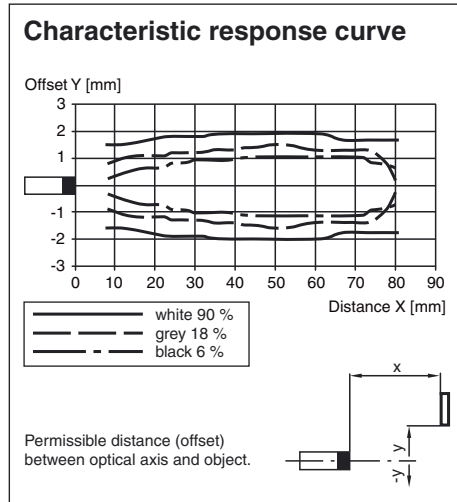 Characteristic response curve
Offset Y [mm]
3
2
1
-1
-2
-3
0 10 20 30 40 50 60 70 80 90
Distance X [mm]
white 90 %
grey 18 %
black 6 %
x
y
-y
Permissible distance (offset)
between optical axis and object.